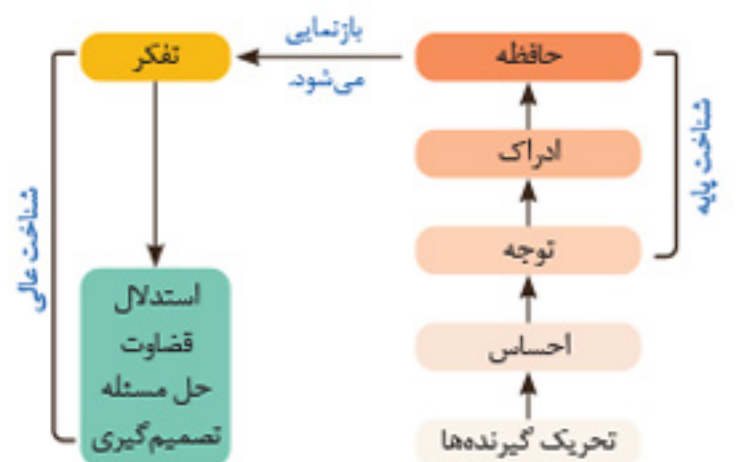 حافظه
ادراک
توجه
احساس
تحریک گیرنده‌ها
شناخت پایه
بازنمایی
می‌شود.
تفکر
استدلال
قضاوت
حل مسئله
تصمیم‌گیری
شناخت عالی